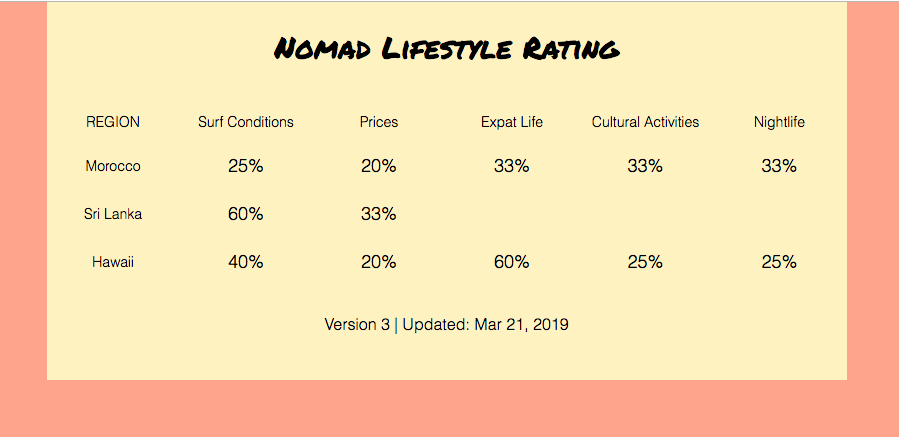 Nomad Lifestyle Rating
REGION Surf Conditions Prices Expat Life Cultural Activities Nightlife
Morocco 25% 20% 33% 33% 33%
Sri Lanka 60% 33%
Hawaii 40% 20% 60% 25% 25%
Version 3 | Updated: Mar 21, 2019